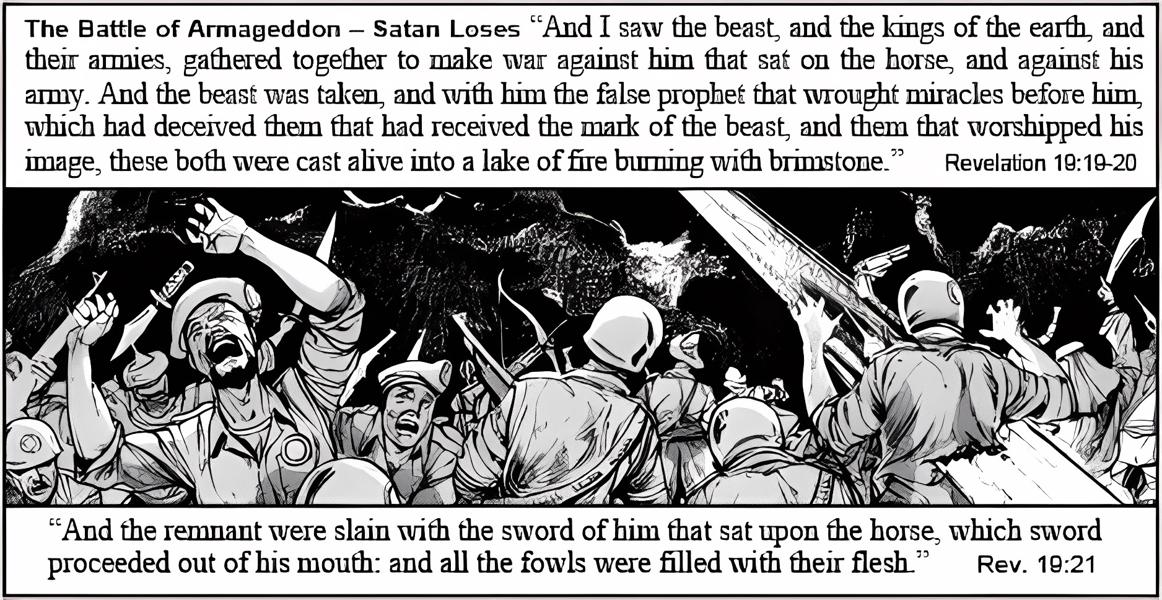 The Battle of Armageddon – Satan Loses “And I saw the beast, and the kings of the earth, and
their armies, gathered together to make war against him that sat on the horse, and against his
army. And the beast was taken, and with him the false prophet that wrought miracles before him,
which had deceived them that had received the mark of the beast, and them that worshipped his
image, these both were cast alive into a lake of fire burning with brimstone.” Revelation 19:19-20
“And the remnant were slain with the sword of him that sat upon the horse, which sword
proceeded out of his mouth: and all the fowls were filled with their flesh.” Rev. 19:21